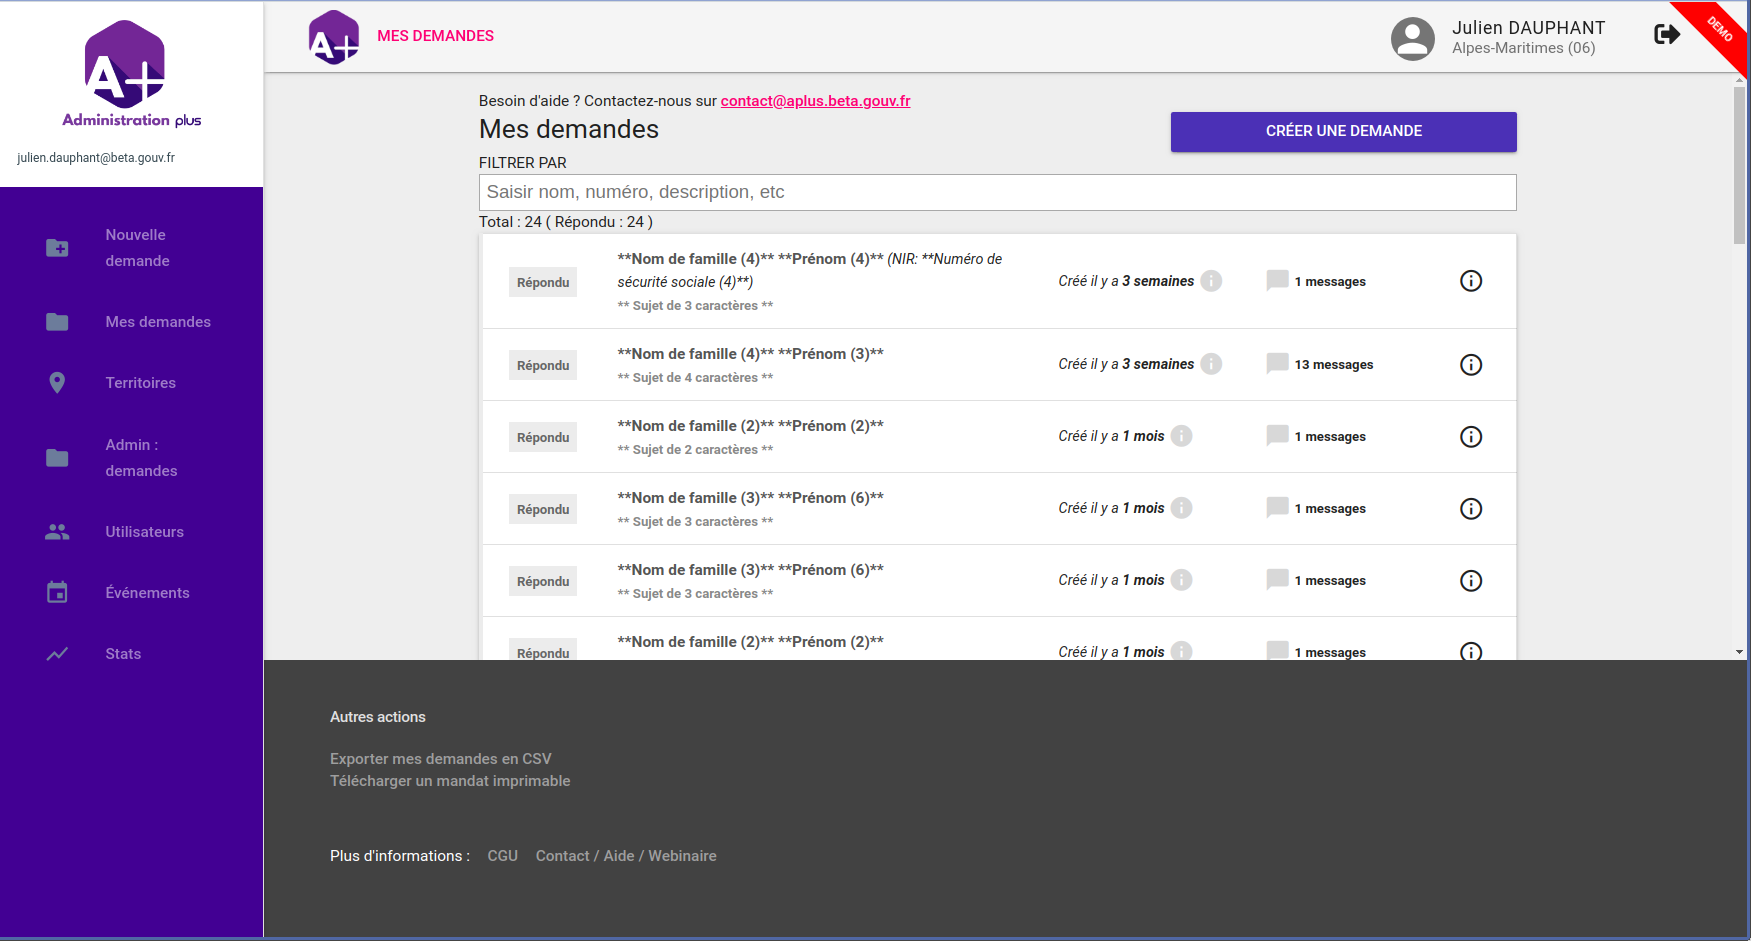 A+
Administration plus
julien.dauphant@beta.gouv.fr
Nouvelle
demande
Mes demandes
Territoires
Admin :
demandes
Utilisateurs
Événements
Stats
A+
MES DEMANDES
Julien DAUPHANT
Alpes-Maritimes (06)
DEMO
Besoin d'aide ? Contactez-nous sur contact@aplus.beta.gouv.fr
Mes demandes
CRÉER UNE DEMANDE
FILTRER PAR
Saisir nom, numéro, description, etc
Total : 24 ( Répondu : 24 )
Répondu
**Nom de famille (4)** **Prénom (4)** (NIR: **Numéro de
sécurité sociale (4)**)
** Sujet de 3 caractères **
Créé il y a 3 semaines
1 messages
Répondu
**Nom de famille (4)** **Prénom (3)**
** Sujet de 4 caractères **
Créé il y a 3 semaines
13 messages
Répondu
**Nom de famille (2)** **Prénom (2)**
** Sujet de 2 caractères **
Créé il y a 1 mois
1 messages
Répondu
**Nom de famille (3)** **Prénom (6)**
** Sujet de 3 caractères **
Créé il y a 1 mois
1 messages
Répondu
**Nom de famille (3)** **Prénom (6)**
** Sujet de 3 caractères **
Créé il y a 1 mois
1 messages
Répondu
**Nom de famille (2)** **Prénom (2)**
Créé il y a 1 mois
1 messages
Autres actions
Exporter mes demandes en CSV
Télécharger un mandat imprimable
Plus d'informations : CGU Contact / Aide / Webinaire